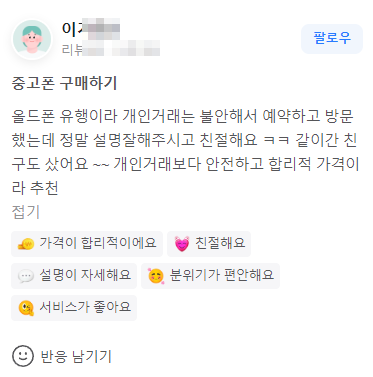 이
팔로우
리뷰
중고폰 구매하기
올드폰 유행이라 개인거래는 불안해서 예약하고 방문
했는데 정말 설명잘해주시고 친절해요 ㅋㅋ 같이간 친
구도 샀어요 ~~ 개인거래보다 안전하고 합리적 가격이
라 추천
접기
가격이 합리적이에요 친절해요
설명이 자세해요 분위기가 편안해요
서비스가 좋아요
반응 남기기